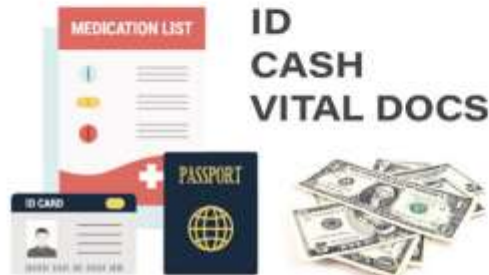 MEDICATION LIST
ID
CASH
VITAL DOCS
PASSPORT
ID CARD